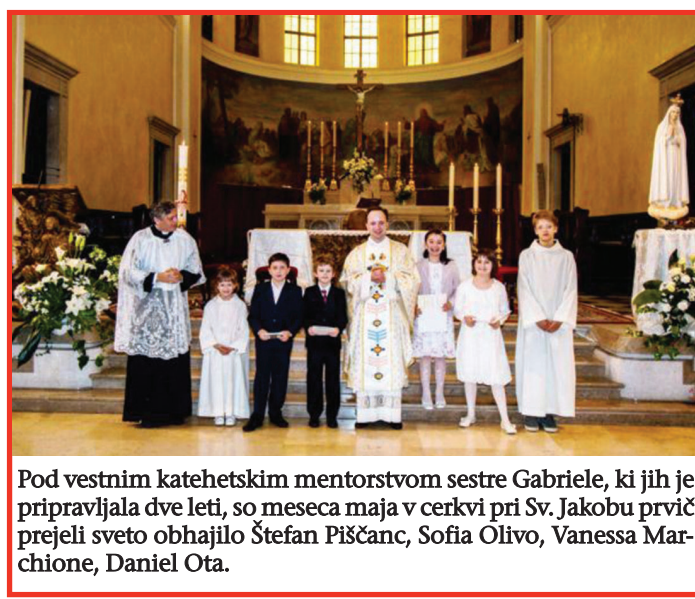 Pod vestnim katehetskim mentorstvom sestre Gabriele, ki jih je
pripravljala dve leti, so meseca maja v cerkvi pri Sv. Jakobu prvič
prejeli sveto obhajilo Štefan Piščanc, Sofia Olivo, Vanessa Mar-
chione, Daniel Ota.